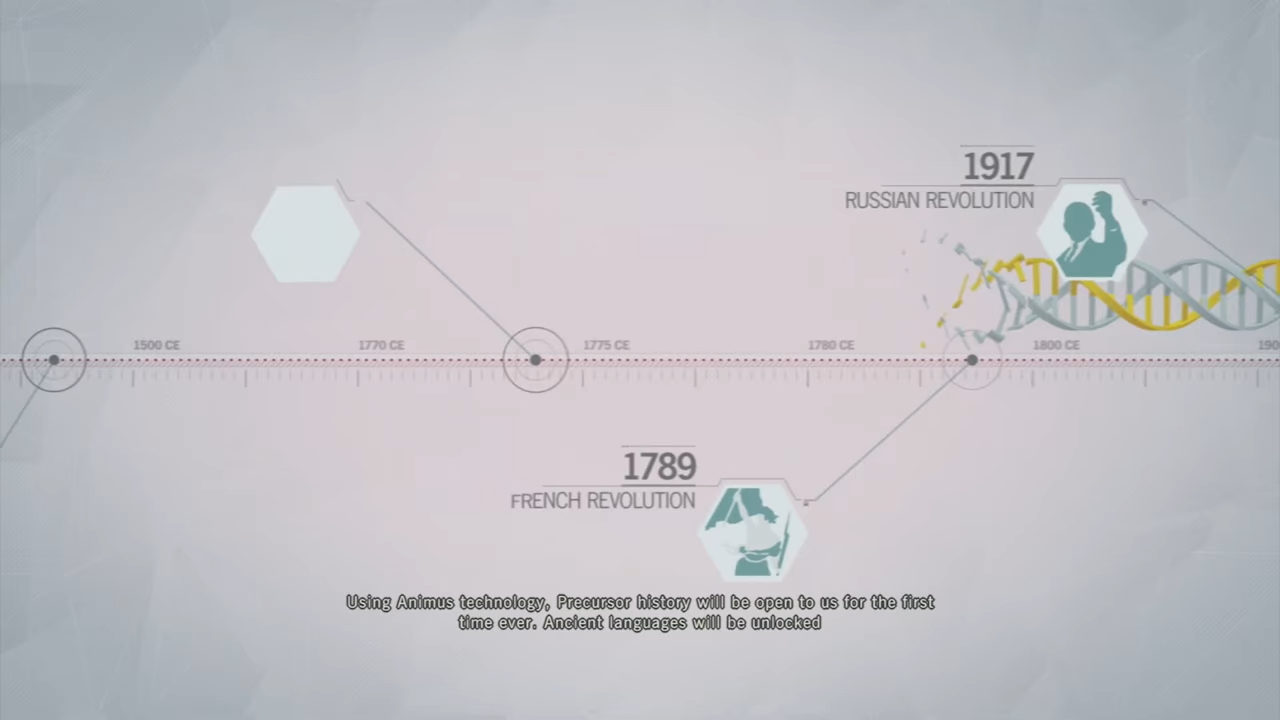 1917
RUSSIAN REVOLUTION
1500 CE
1770 CE
1775 CE
1780 CE
1800 CE
190
1789
FRENCH REVOLUTION
Using Animus technology, Precursor history will be open to us for the first
time ever. Ancient languages will be unlocked